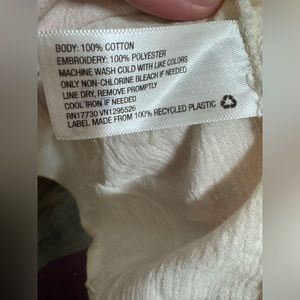 BODY: 100% COTTON
EMBROIDERY: 100% POLYESTER
MACHINE WASH COLD WITH LIKE COLORS
ONLY NON-CHLORINE BLEACH IF NEEDED
LINE DRY, REMOVE PROMPTLY
COOL IRON IF NEEDED
RN17730 VN1295526
LABEL MADE FROM 100% RECYCLED PLASTIC